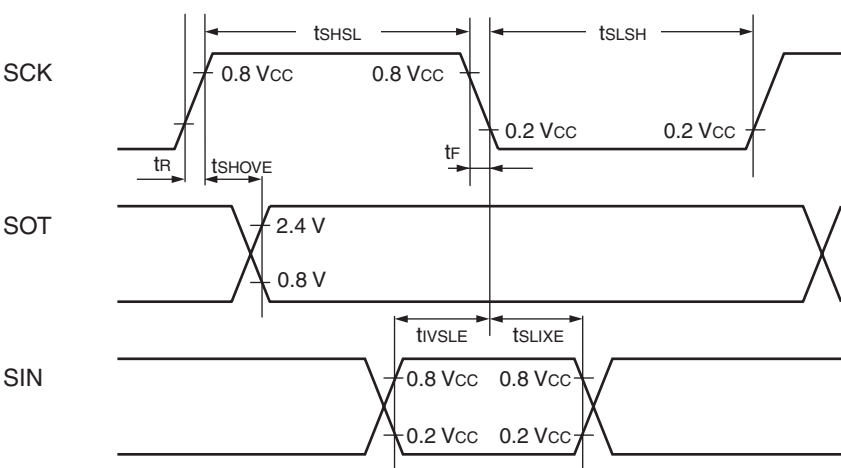 tSHSL tSLSH
SCK 0.8 VCC 0.8 VCC
0.2 VCC 0.2 VCC
tR tSHOVE tF
SOT 2.4 V
0.8 V
tIVSLE tSLIXE
SIN 0.8 VCC 0.8 VCC
0.2 VCC 0.2 VCC